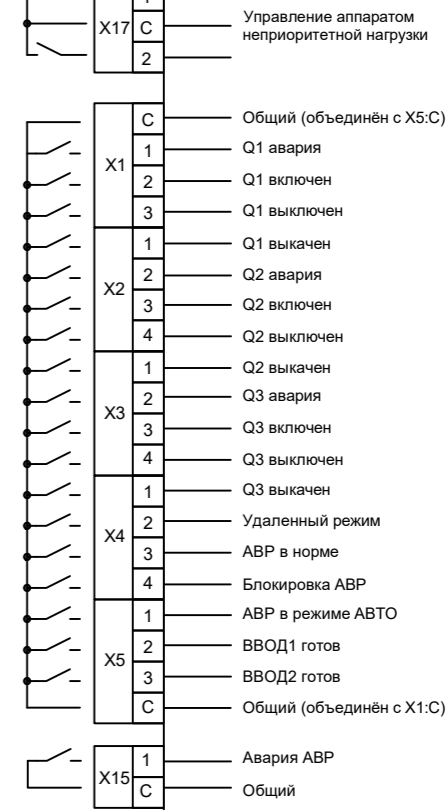 X17
C
Управление аппаратом
неприоритетной нагрузки
2
X1
C
Общий (объединён с X5:C)
1
Q1 авария
2
Q1 включен
3
Q1 выключен
X2
1
Q1 выкачен
2
Q2 авария
3
Q2 включен
4
Q2 выключен
X3
1
Q2 выкачен
2
Q3 авария
3
Q3 включен
4
Q3 выключен
X4
1
Q3 выкачен
2
Удаленный режим
3
АВР в норме
4
Блокировка АВР
X5
1
АВР в режиме АВТО
2
ВВОД1 готов
3
ВВОД2 готов
C
Общий (объединён с X1:C)
X15
1
Авария АВР
C
Общий